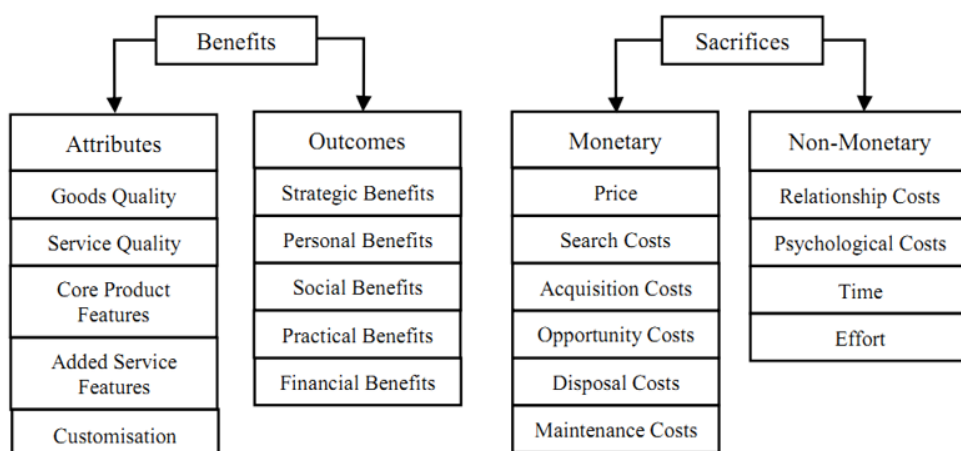 Benefits
Sacrifices
Attributes
Goods Quality
Service Quality
Core Product
Features
Added Service
Features
Customisation
Outcomes
Strategic Benefits
Personal Benefits
Social Benefits
Practical Benefits
Financial Benefits
Monetary
Price
Search Costs
Acquisition Costs
Opportunity Costs
Disposal Costs
Maintenance Costs
Non-Monetary
Relationship Costs
Psychological Costs
Time
Effort